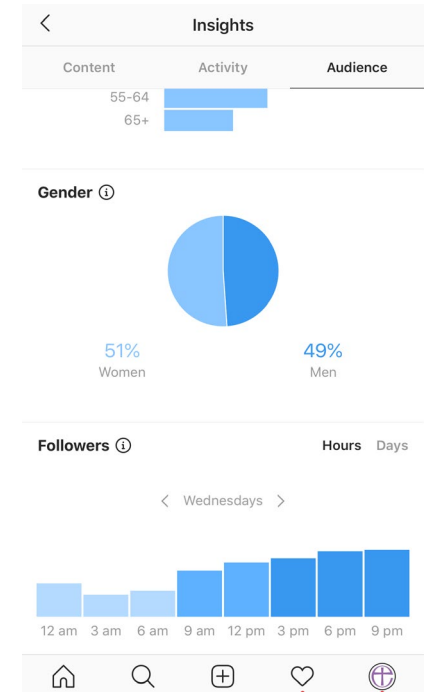 Insights
Content Activity Audience
55-64
65+
Gender
51% 49%
Women Men
Followers Hours Days
Wednesdays
12 am 3 am 6 am 9 am 12 pm 3 pm 6 pm 9 pm